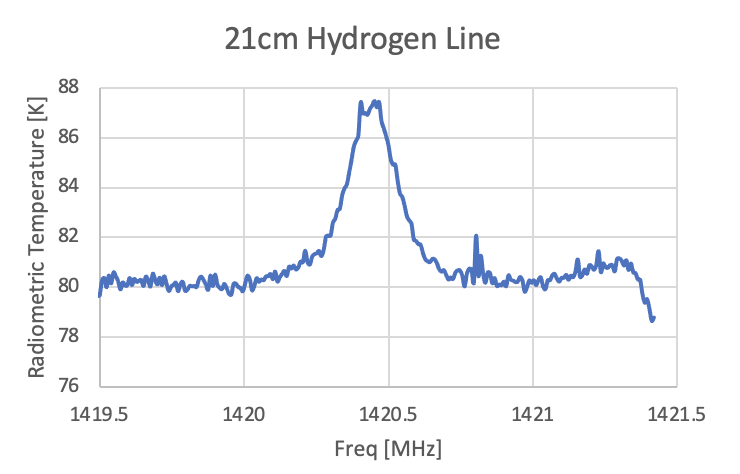 21cm Hydrogen Line
Radiometric Temperature [K]
88
86
84
82
80
78
76
1419.5 1420 1420.5 1421 1421.5
Freq [MHz]